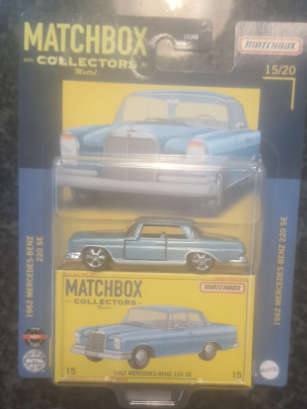 MATCHBOX
COLLECTORS
Mattel
MATCHBOX
15/20
1962 MERCEDES-BENZ
220 SE
1962 MERCEDES-BENZ 220 SE
MATCHBOX
COLLECTORS
MATCHBOX
15
1962 MERCEDES-BENZ 220 SE
15